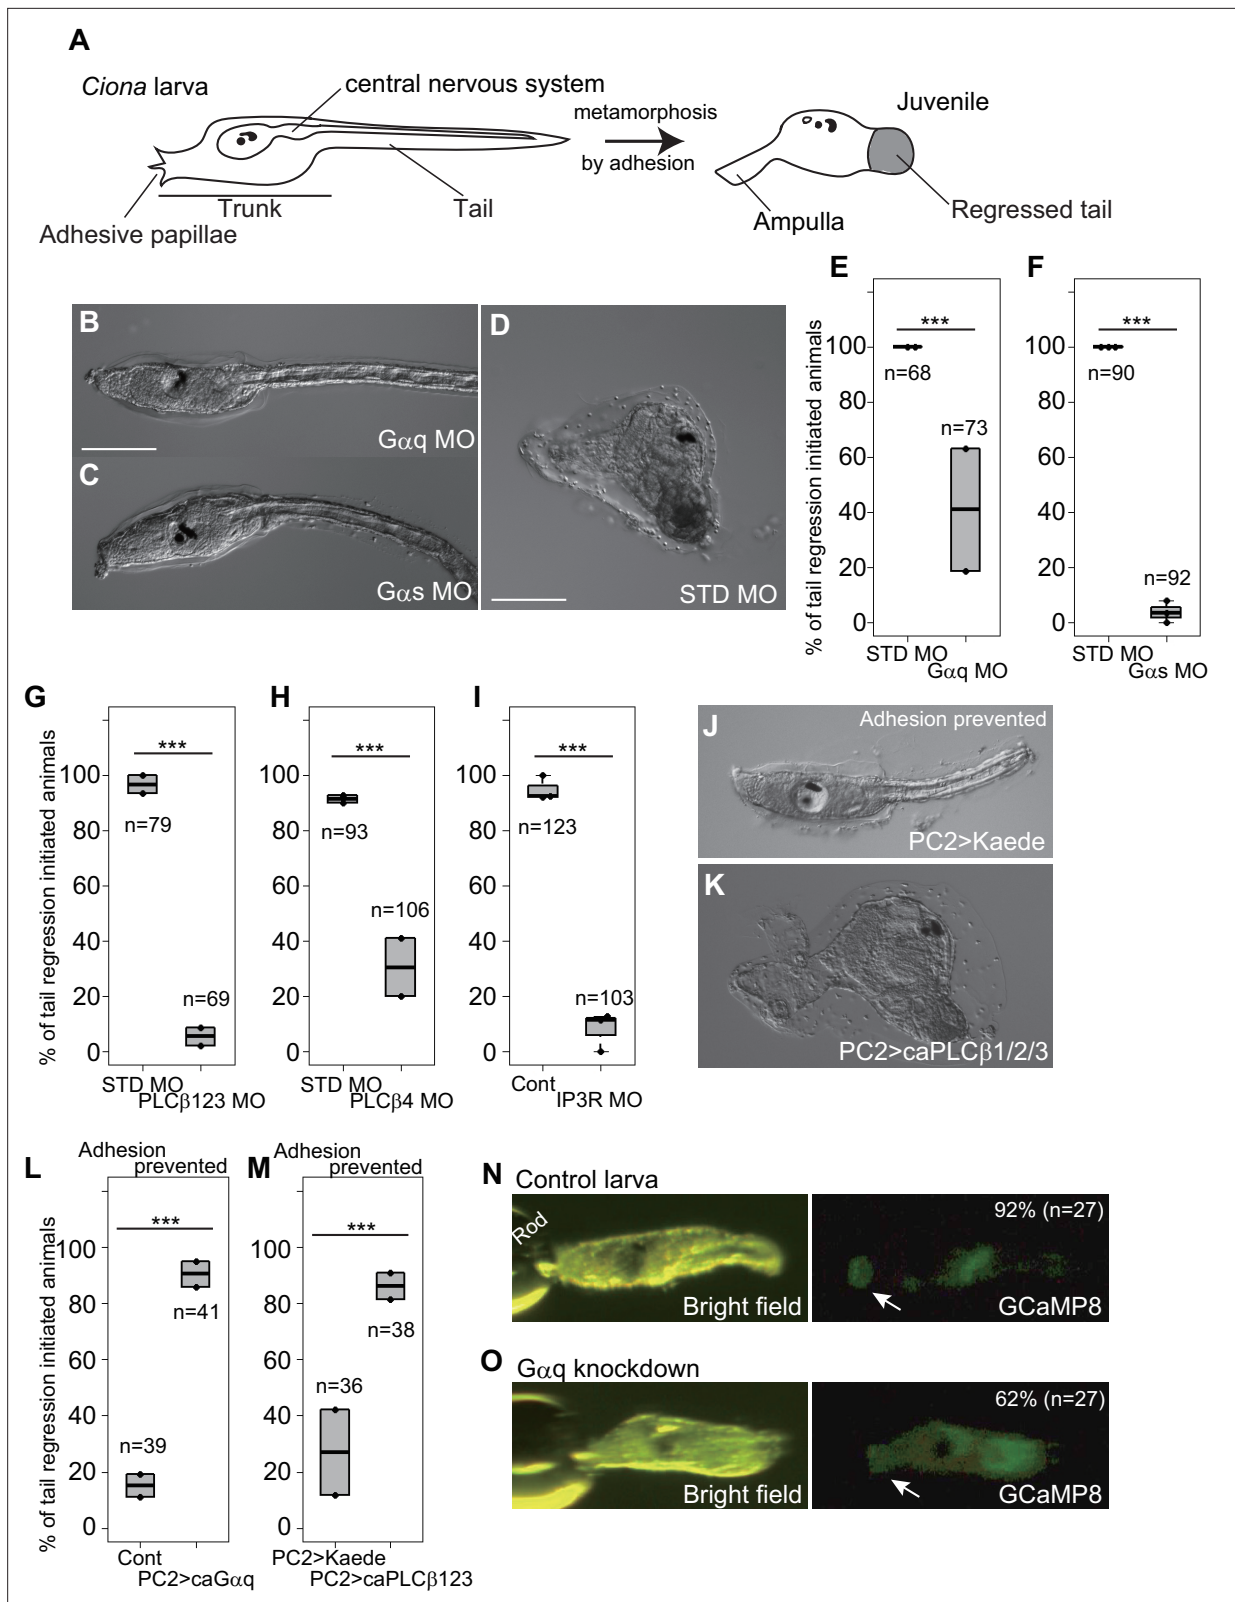 A
Ciona larva
central nervous system
metamorphosis
by adhesion
Juvenile
Trunk
Tail
Adhesive papillae
Ampulla
Regressed tail
B
Gαq MO
C
Gαs MO
D
STD MO
E
% of tail regression initiated animals
100
80
60
40
20
0
***
n=68
n=73
STD MO
Gαq MO
F
100
80
60
40
20
0
***
n=90
n=92
STD MO
Gαs MO
G
% of tail regression initiated animals
100
80
60
40
20
0
***
n=79
n=69
STD MO
PLCβ123 MO
H
100
80
60
40
20
0
***
n=93
n=106
STD MO
PLCβ4 MO
I
100
80
60
40
20
0
***
n=123
n=103
Cont
IP3R MO
J
Adhesion prevented
PC2>Kaede
K
PC2>caPLCβ1/2/3
L
Adhesion
prevented
% of tail regression initiated animals
100
80
60
40
20
0
***
n=41
n=39
Cont
PC2>caGαq
M
Adhesion
prevented
100
80
60
40
20
0
***
n=38
n=36
PC2>Kaede
PC2>caPLCβ123
N
Control larva
Rod
Bright field
92% (n=27)
GCaMP8
O
Gαq knockdown
Bright field
62% (n=27)
GCaMP8